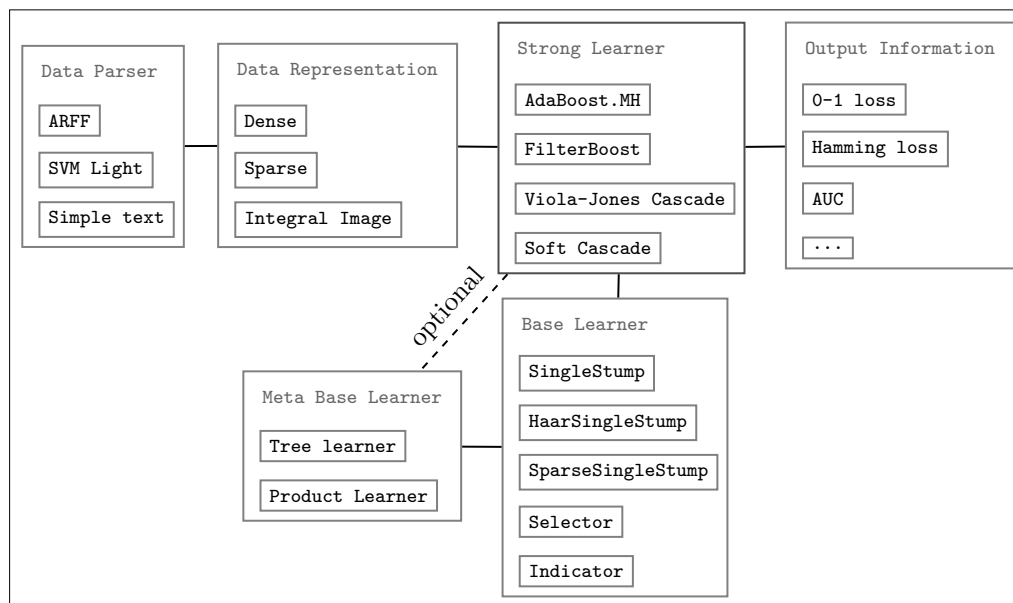 Data Parser
ARFF
SVM Light
Simple text
Data Representation
Dense
Sparse
Integral Image
Strong Learner
AdaBoost.MH
FilterBoost
Viola-Jones Cascade
Soft Cascade
Output Information
0-1 loss
Hamming loss
AUC
...
optional
Meta Base Learner
Tree learner
Product Learner
Base Learner
SingleStump
HaarSingleStump
SparseSingleStump
Selector
Indicator